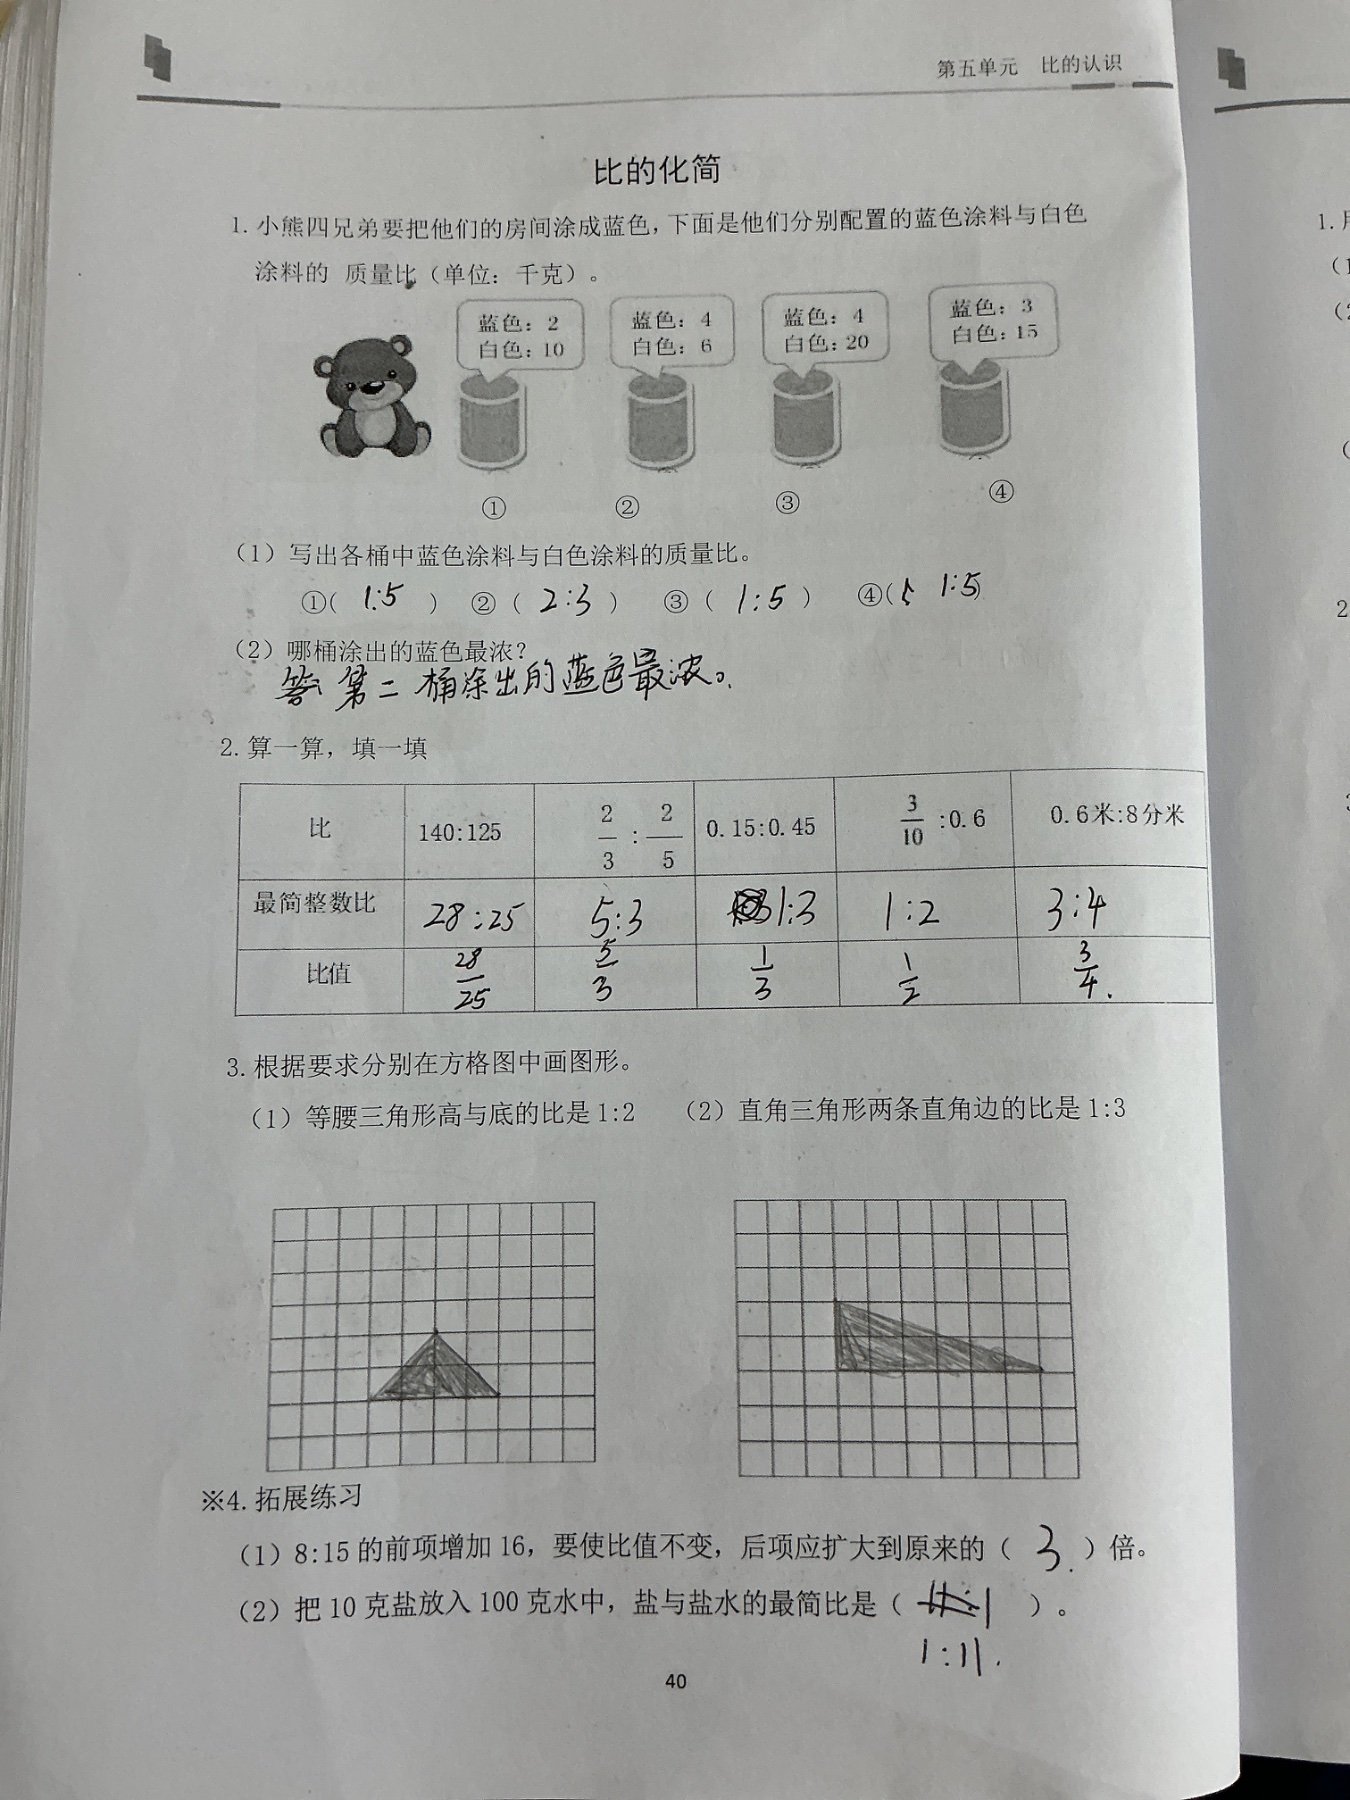 第五单元 比的认识
比的化简
1. 小熊四兄弟要把他们的房间涂成蓝色，下面是他们分别配置的蓝色涂料与白色
涂料的 质量比（单位：千克）。
蓝色：2
白色：10
蓝色：4
白色：6
蓝色：4
白色：20
蓝色：3
白色：15
① ② ③ ④
（1）写出各桶中蓝色涂料与白色涂料的质量比。
①( 1:5 ) ②（ 2:3 ） ③（ 1:5 ） ④( 1:5)
（2）哪桶涂出的蓝色最浓？
答：第二桶涂出的蓝色最浓。
2. 算一算，填一填
比 140:125 2/3 : 2/5 0.15:0.45 3/10 :0.6 0.6米:8分米
最简整数比 28:25 5:3 1:3 1:2 3:4
比值 28/25 5/3 1/3 1/2 3/4.
3. 根据要求分别在方格图中画图形。
（1）等腰三角形高与底的比是 1:2 （2）直角三角形两条直角边的比是 1:3
※4. 拓展练习
（1）8:15 的前项增加 16，要使比值不变，后项应扩大到原来的（ 3. ）倍。
（2）把 10 克盐放入 100 克水中，盐与盐水的最简比是（ ）。
1:11.
40
1.
(1
(2
(
2
3